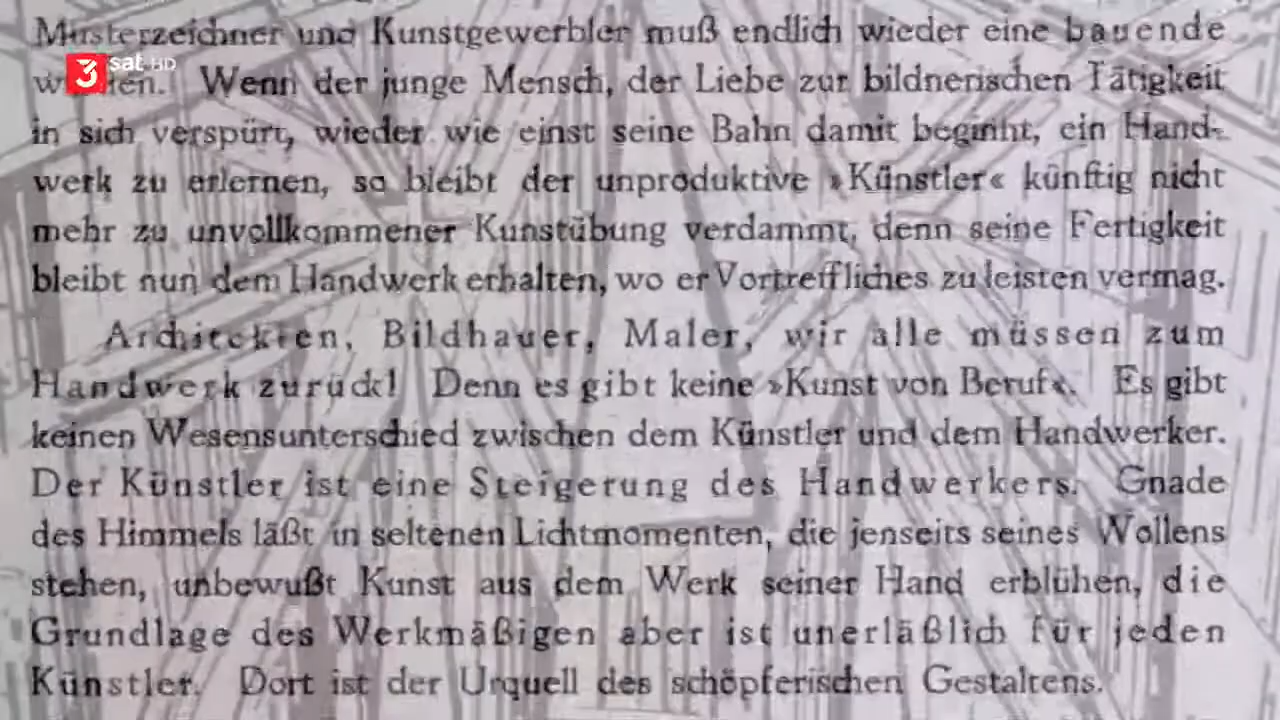 Musterzeichner und Kunstgewerbler muß endlich wieder eine bauende
3sat HD
Wenn der junge Mensch, der Liebe zur bildnerischen Tätigkeit
in sich verspürt, wieder wie einst seine Bahn damit beginnt, ein Hand-
werk zu erlernen, so bleibt der unproduktive »Künstler« künftig nicht
mehr zu unvollkommener Kunstübung verdammt, denn seine Fertigkeit
bleibt nun dem Handwerk erhalten, wo er Vortreffliches zu leisten vermag.
Architekten, Bildhauer, Maler, wir alle müssen zum
Handwerk zurück! Denn es gibt keine »Kunst von Beruf«. Es gibt
keinen Wesensunterschied zwischen dem Künstler und dem Handwerker.
Der Künstler ist eine Steigerung des Handwerkers. Gnade
des Himmels läßt in seltenen Lichtmomenten, die jenseits seines Wollens
stehen, unbewußt Kunst aus dem Werk seiner Hand erblühen, die
Grundlage des Werkmäßigen aber ist unerläßlich für jeden
Künstler. Dort ist der Urquell des schöpferischen Gestaltens.